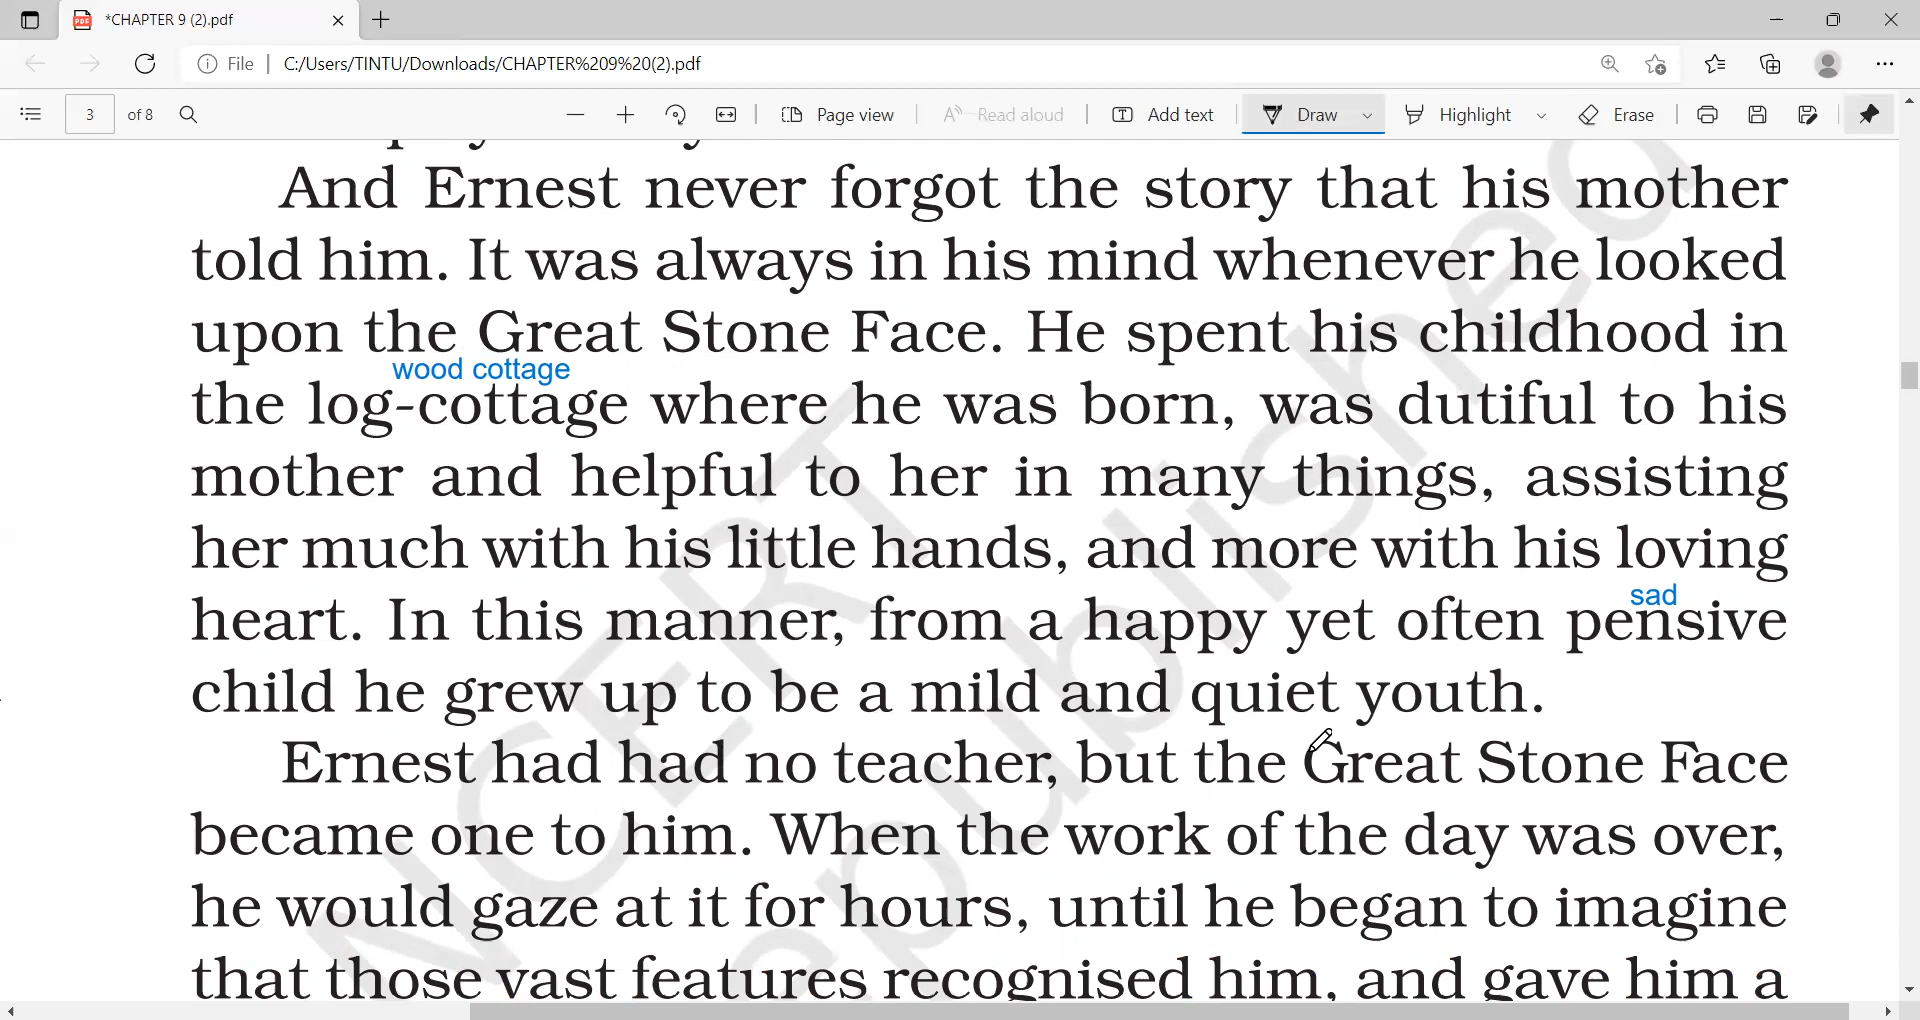 *CHAPTER 9 (2).pdf
File C:/Users/TINTU/Downloads/CHAPTER%209%20(2).pdf
3 of 8 Page view Read aloud Add text Draw Highlight Erase
And Ernest never forgot the story that his mother
told him. It was always in his mind whenever he looked
upon the Great Stone Face. He spent his childhood in
wood cottage
the log-cottage where he was born, was dutiful to his
mother and helpful to her in many things, assisting
her much with his little hands, and more with his loving
sad
heart. In this manner, from a happy yet often pensive
child he grew up to be a mild and quiet youth.
Ernest had had no teacher, but the Great Stone Face
became one to him. When the work of the day was over,
he would gaze at it for hours, until he began to imagine
that those vast features recognised him, and gave him a
NCERT
epublished